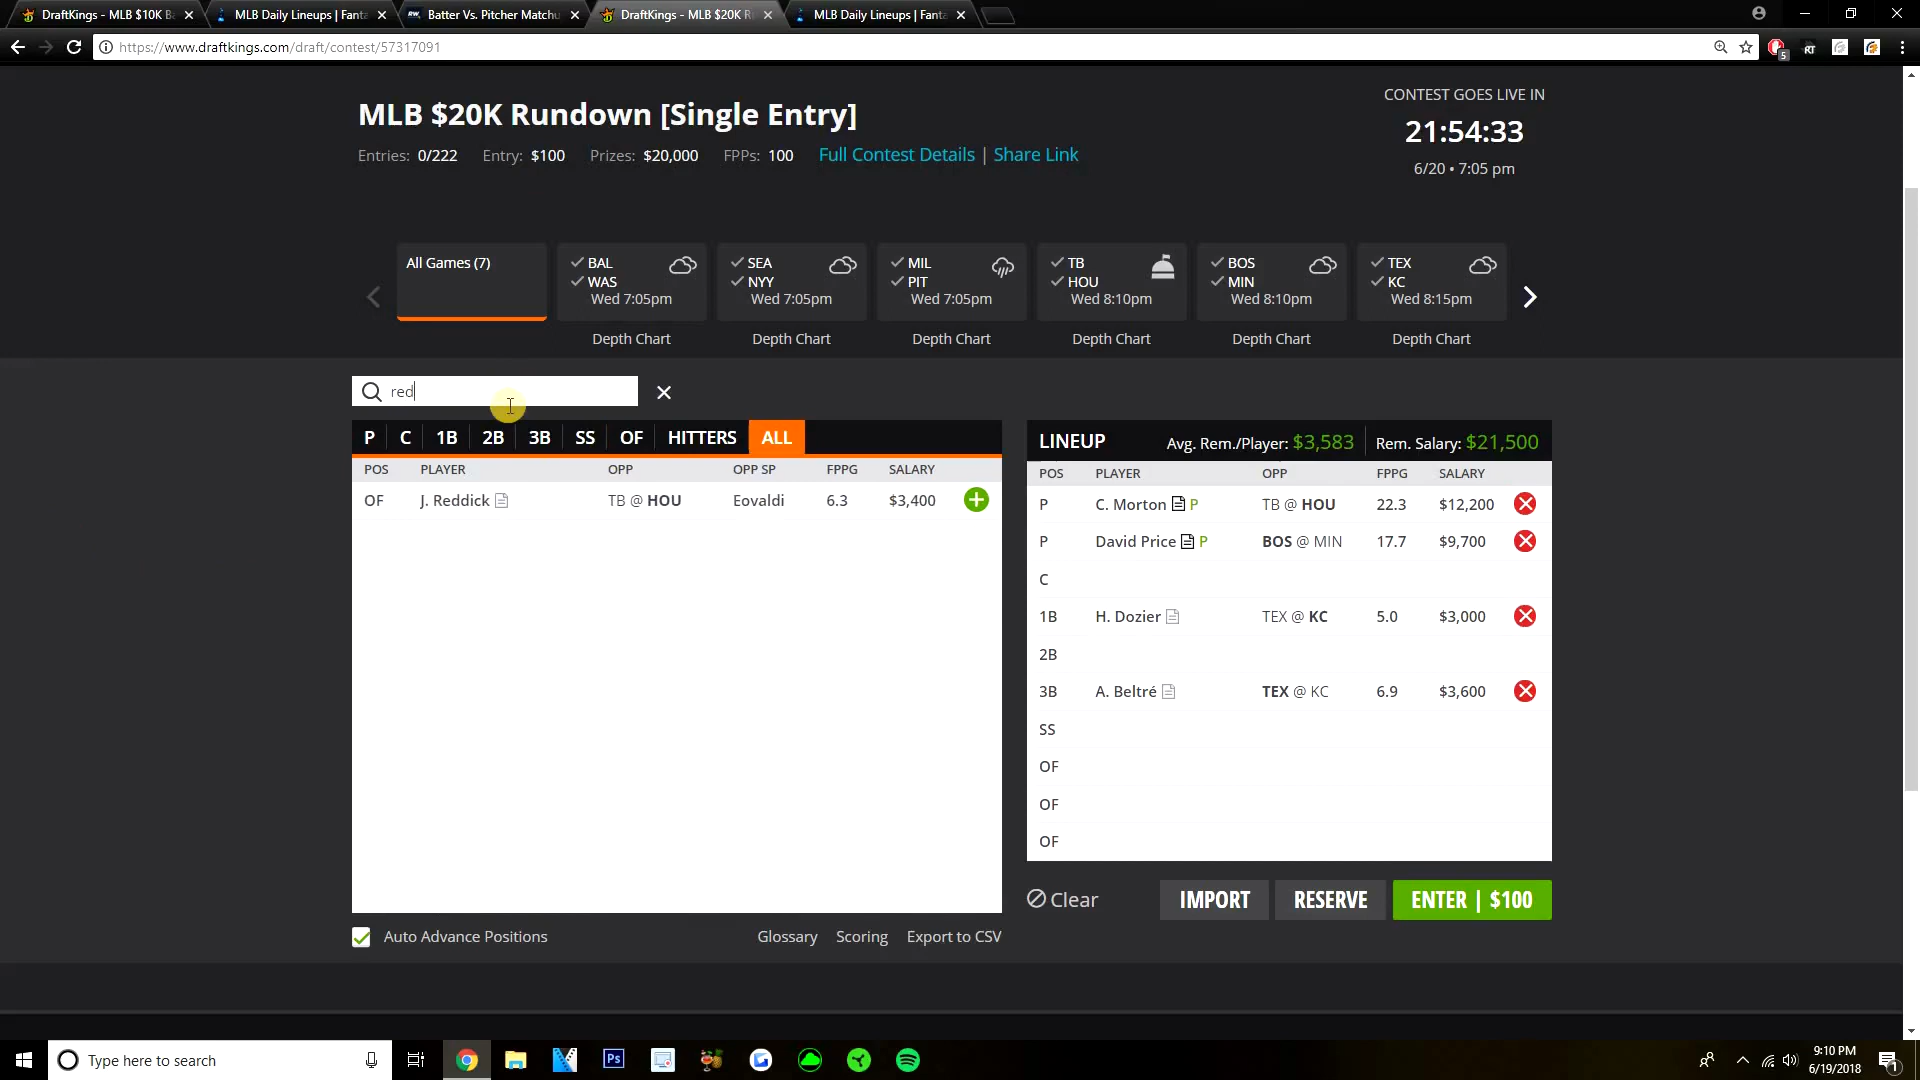 DraftKings - MLB $10K Ba
MLB Daily Lineups | Fanta
Batter Vs. Pitcher Matchu
DraftKings - MLB $20K R
MLB Daily Lineups | Fanta
https://www.draftkings.com/draft/contest/57317091
5
RT
MLB $20K Rundown [Single Entry]
Entries: 0/222 Entry: $100 Prizes: $20,000 FPPs: 100 Full Contest Details | Share Link
CONTEST GOES LIVE IN
21:54:33
6/20 • 7:05 pm
All Games (7)
BAL
WAS
Wed 7:05pm
Depth Chart
SEA
NYY
Wed 7:05pm
Depth Chart
MIL
PIT
Wed 7:05pm
Depth Chart
TB
HOU
Wed 8:10pm
Depth Chart
BOS
MIN
Wed 8:10pm
Depth Chart
TEX
KC
Wed 8:15pm
Depth Chart
red
P C 1B 2B 3B SS OF HITTERS ALL
POS PLAYER OPP OPP SP FPPG SALARY
OF J. Reddick TB @ HOU Eovaldi 6.3 $3,400
Auto Advance Positions
Glossary Scoring Export to CSV
LINEUP Avg. Rem./Player: $3,583 Rem. Salary: $21,500
POS PLAYER OPP FPPG SALARY
P C. Morton P TB @ HOU 22.3 $12,200
P David Price P BOS @ MIN 17.7 $9,700
C
1B H. Dozier TEX @ KC 5.0 $3,000
2B
3B A. Beltré TEX @ KC 6.9 $3,600
SS
OF
OF
OF
Clear IMPORT RESERVE ENTER | $100
Type here to search
Ps
9:10 PM
6/19/2018
1